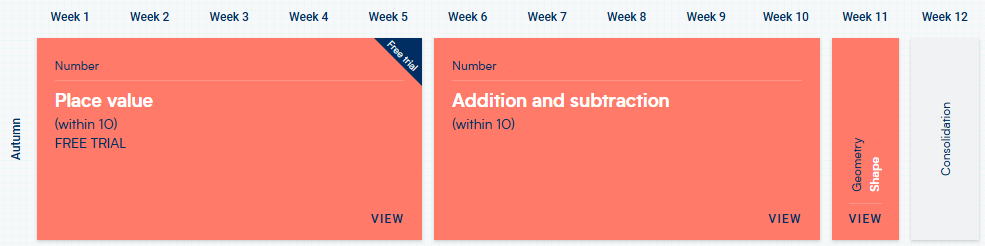 Week 1 Week 2 Week 3 Week 4 Week 5 Week 6 Week 7 Week 8 Week 9 Week 10 Week 11 Week 12
Autumn
Number
Free trial
Place value
(within 10)
FREE TRIAL
VIEW
Number
Addition and subtraction
(within 10)
VIEW
Geometry
Shape
VIEW
Consolidation